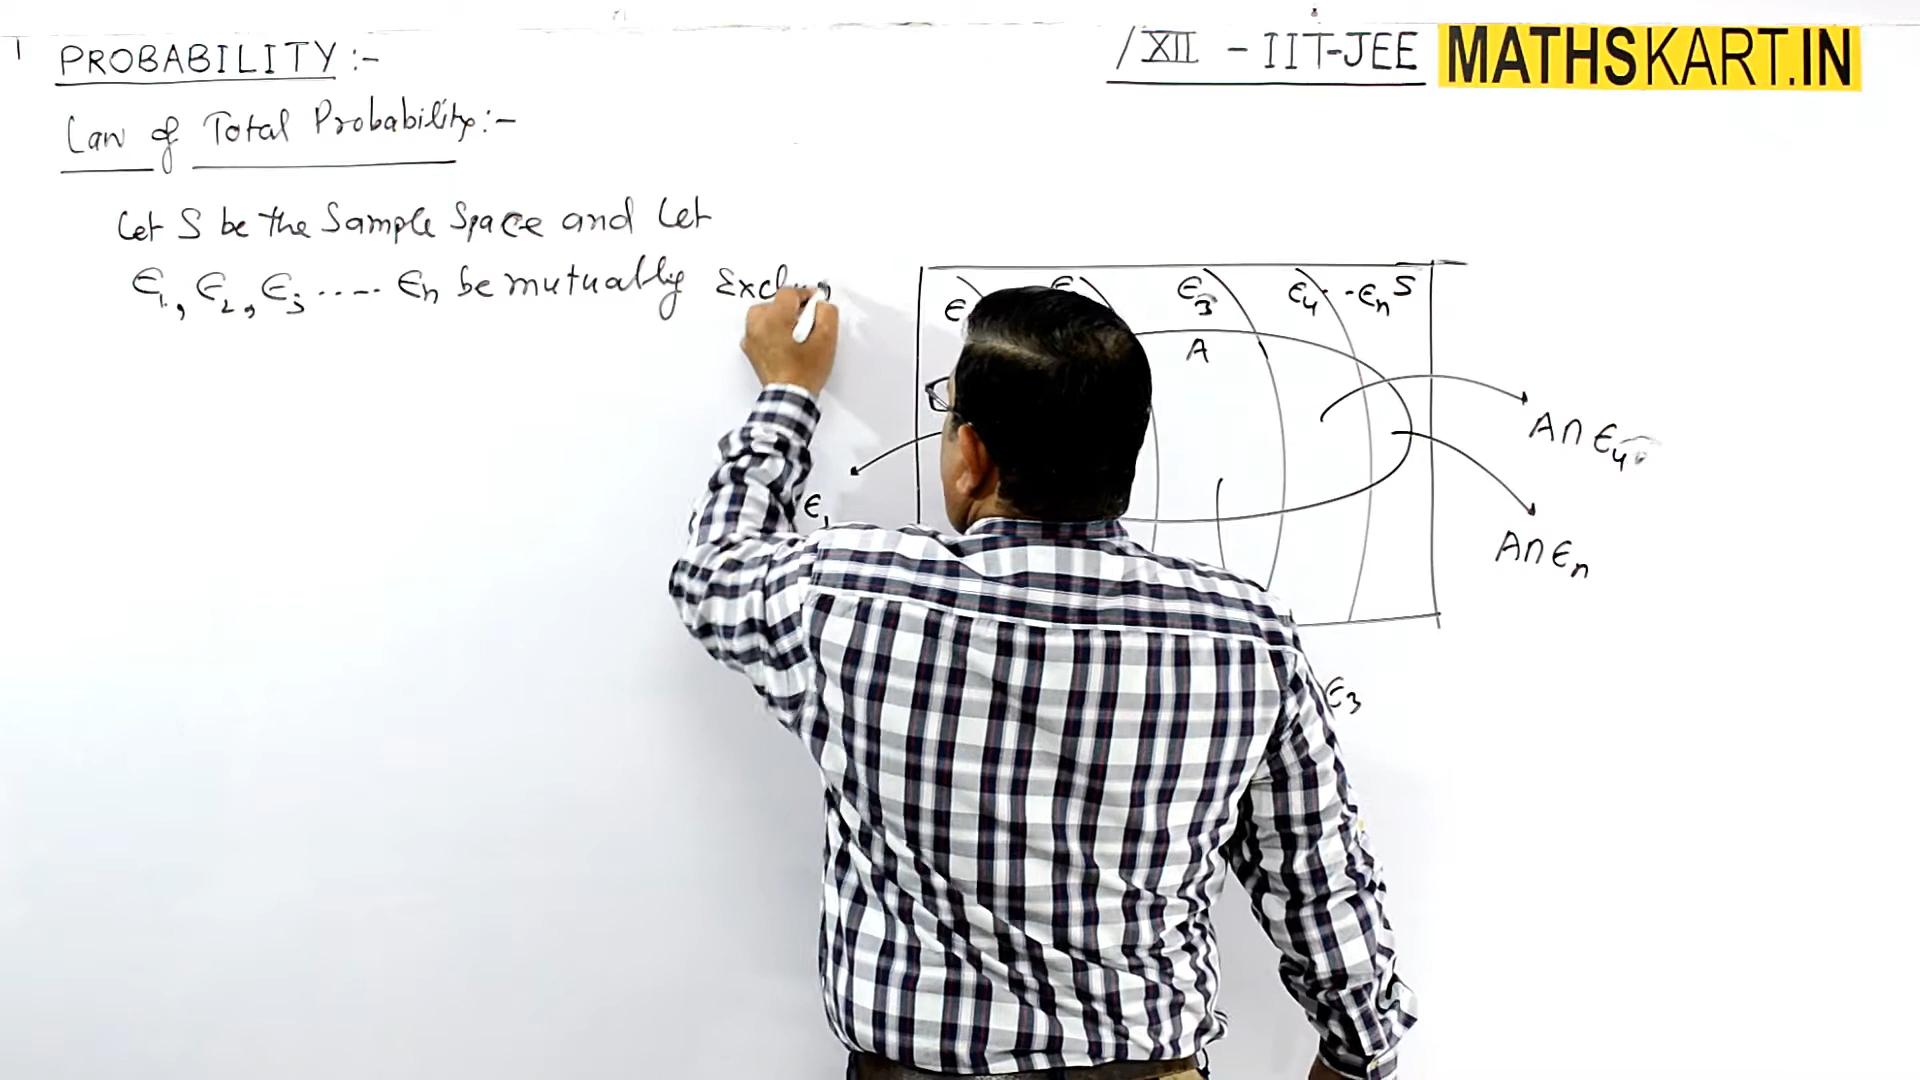 PROBABILITY :-
/XII - IIT-JEE MATHSKART.IN
Law of Total Probability :-
Let S be the Sample Space and Let
E1, E2, E3 ..... En be mutually
E E E3 E4 - - En S
A
A∩E4
E1
A∩En
E3